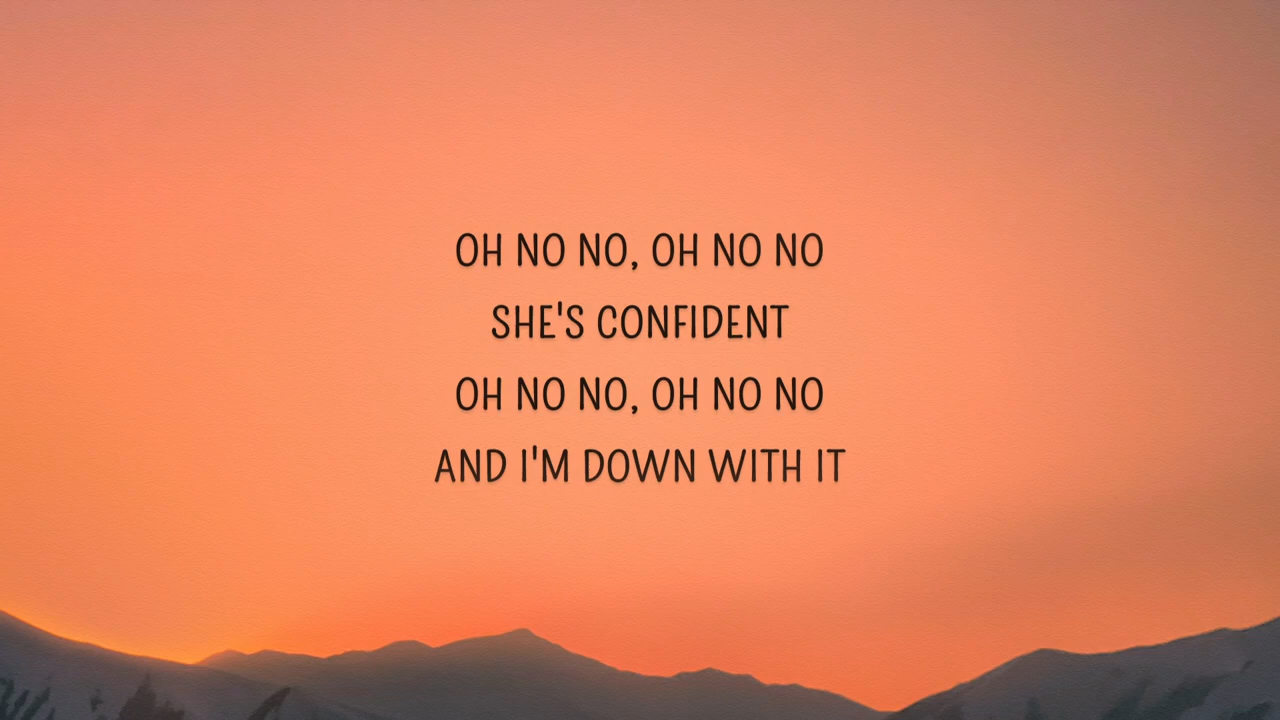 OH NO NO, OH NO NO
SHE'S CONFIDENT
OH NO NO, OH NO NO
AND I'M DOWN WITH IT